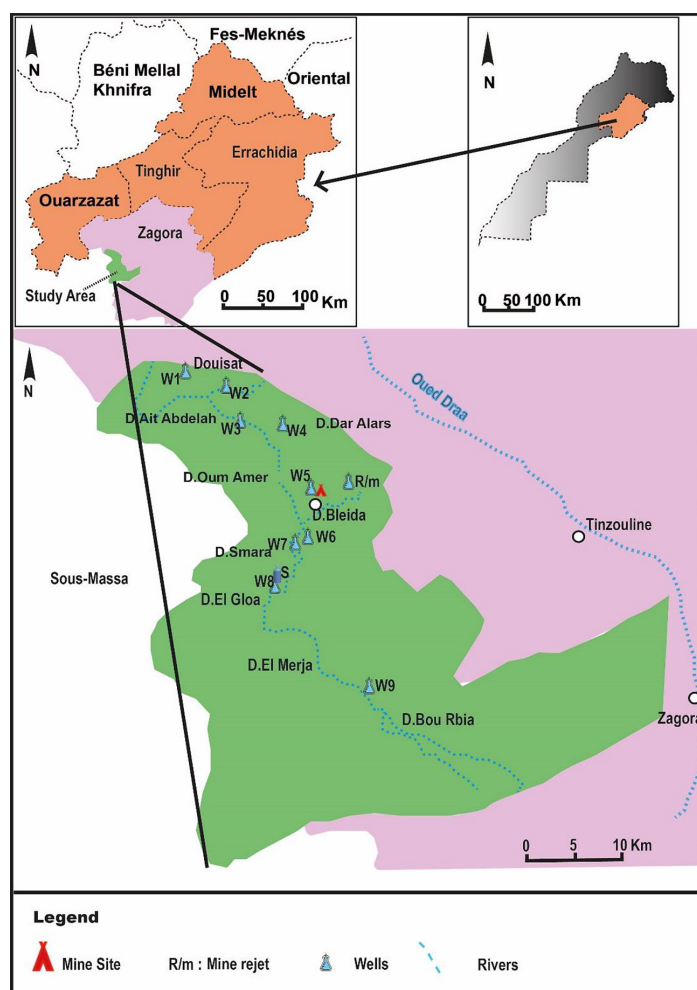 Fes-Meknés
N
Béni Mellal
Khnifra
Oriental
Midelt
Errachidia
Tinghir
Ouarzazat
Zagora
Study Area
0 50 100 Km
N
0 50 100 Km
N
Douisat
W1
W2
D.Ait Abdelah
W3
W4
D.Dar Alars
Oued Draa
D.Oum Amer
W5
R/m
D.Bleida
Tinzouline
W6
W7
D.Smara
S
Sous-Massa
W8
D.El Gloa
D.El Merja
W9
D.Bou Rbia
Zagora
0 5 10 Km
Legend
Mine Site
R/m : Mine rejet
Wells
Rivers